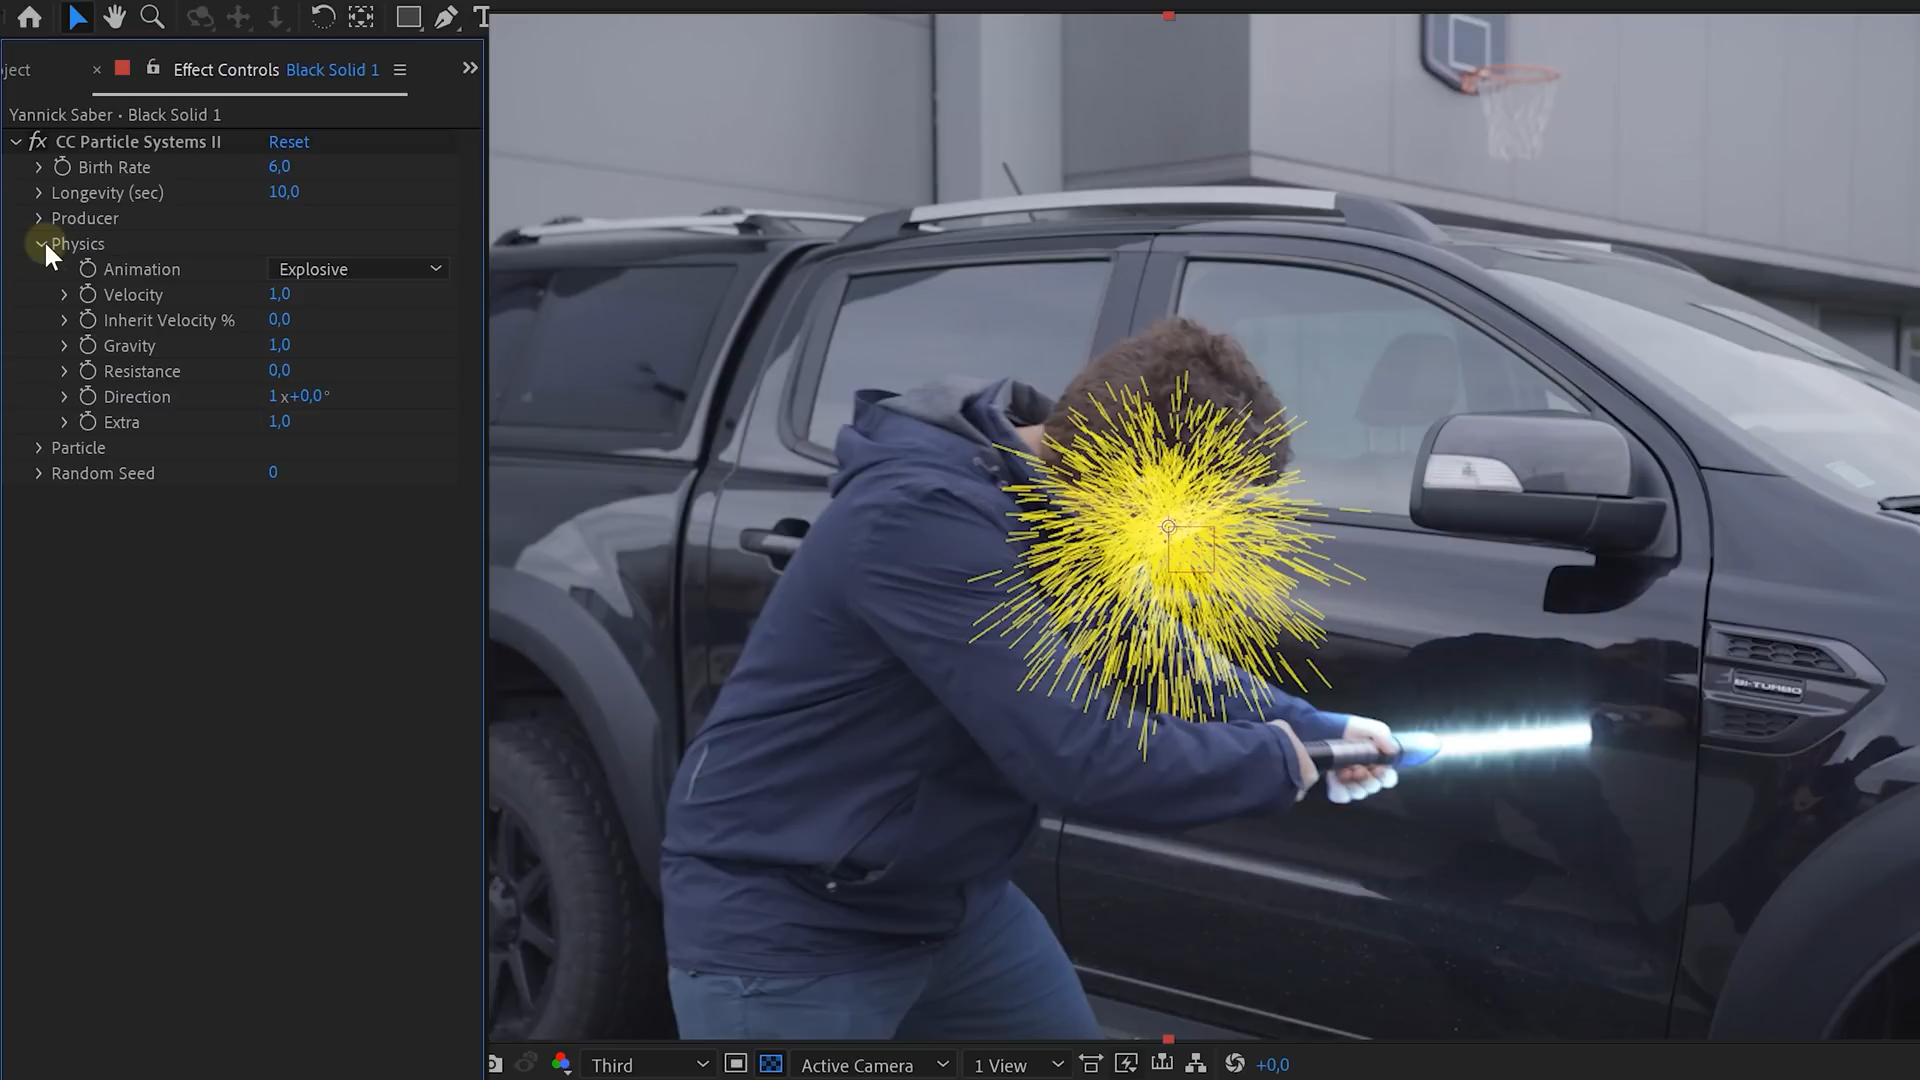 ject
× Effect Controls Black Solid 1
Yannick Saber • Black Solid 1
fx CC Particle Systems II Reset
Birth Rate 6,0
Longevity (sec) 10,0
Producer
Physics
Animation Explosive
Velocity 1,0
Inherit Velocity % 0,0
Gravity 1,0
Resistance 0,0
Direction 1x+0,0°
Extra 1,0
Particle
Random Seed 0
BI-TURBO
Third Active Camera 1 View +0,0